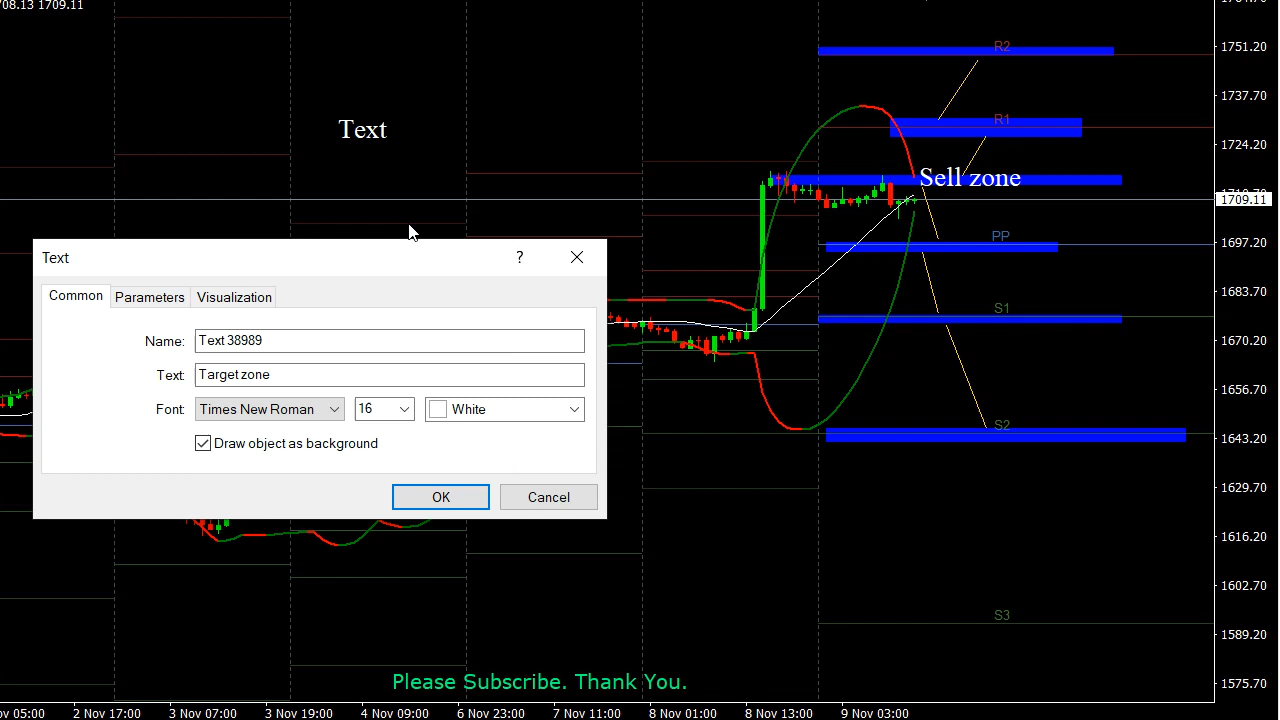 08.13 1709.11
1751.20
R2
1737.70
R1
Text
1724.20
Sell zone
1709.11
PP
1697.20
Text
?
Common
Parameters
Visualization
1683.70
S1
Name:
Text 38989
1670.20
Text:
Target zone
1656.70
Font:
Times New Roman
16
White
S2
1643.20
Draw object as background
1629.70
OK
Cancel
1616.20
1602.70
S3
1589.20
Please Subscribe. Thank You.
1575.70
ov 05:00
2 Nov 17:00
3 Nov 07:00
3 Nov 19:00
4 Nov 09:00
6 Nov 23:00
7 Nov 11:00
8 Nov 01:00
8 Nov 13:00
9 Nov 03:00